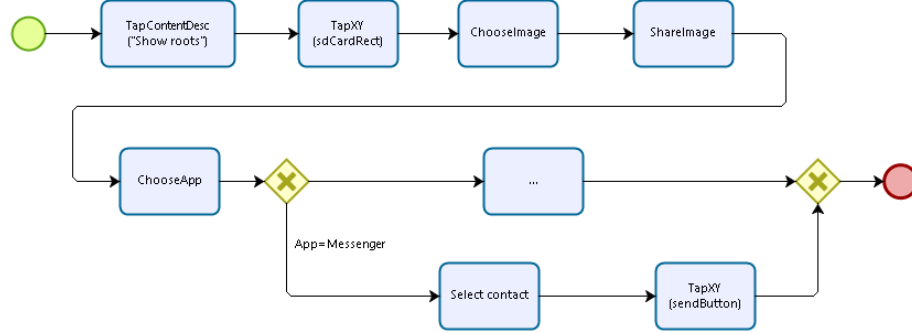 TapContentDesc
("Show roots")
TapXY
(sdCardRect)
ChooseImage
ShareImage
ChooseApp
...
App=Messenger
Select contact
TapXY
(sendButton)